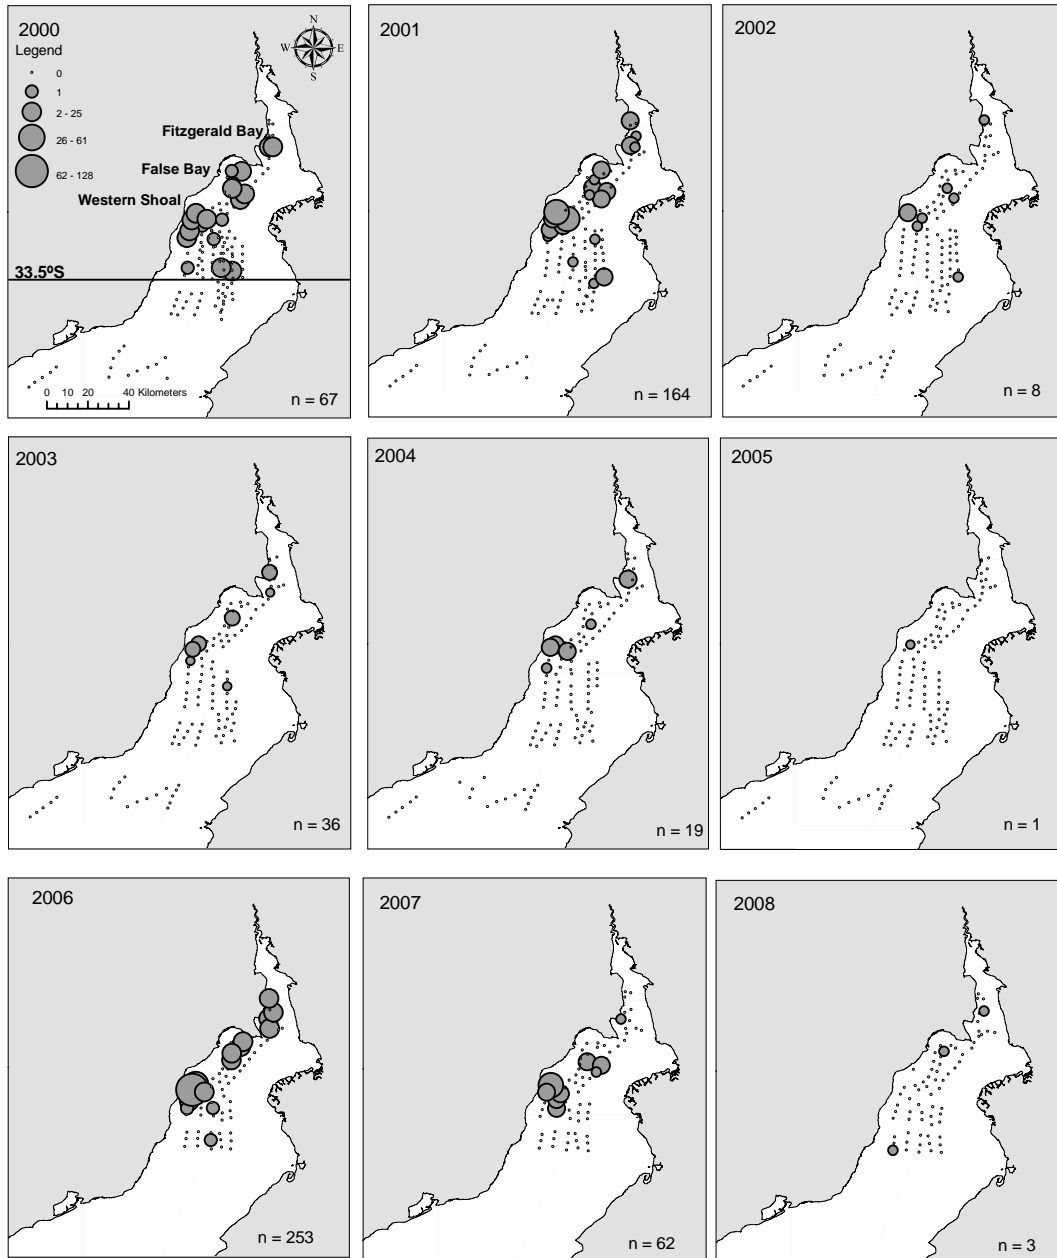 2000
Legend
0
1
2 - 25
26 - 61
62 - 128
N
W E
S
Fitzgerald Bay
False Bay
Western Shoal
33.5ºS
0 10 20 40 Kilometers
n = 67
2001
n = 164
2002
n = 8
2003
n = 36
2004
n = 19
2005
n = 1
2006
n = 253
2007
n = 62
2008
n = 3